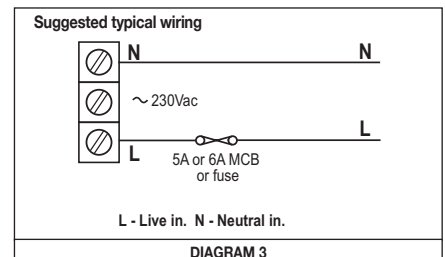 Suggested typical wiring
N N
~ 230Vac
L L
5A or 6A MCB
or fuse
L - Live in. N - Neutral in.
DIAGRAM 3